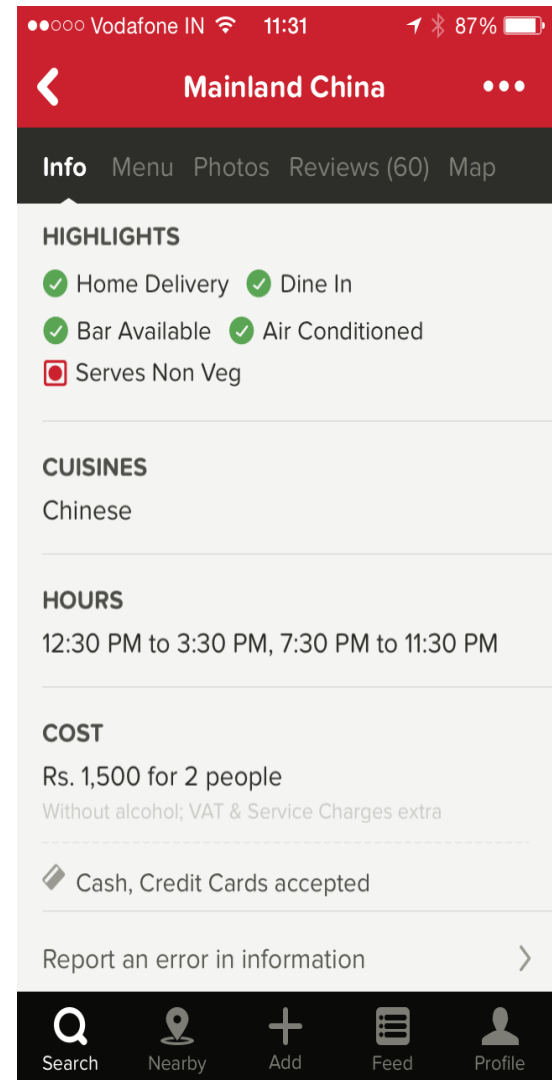 Vodafone IN 11:31 87%
Mainland China
Info Menu Photos Reviews (60) Map
HIGHLIGHTS
Home Delivery Dine In
Bar Available Air Conditioned
Serves Non Veg
CUISINES
Chinese
HOURS
12:30 PM to 3:30 PM, 7:30 PM to 11:30 PM
COST
Rs. 1,500 for 2 people
Without alcohol; VAT & Service Charges extra
Cash, Credit Cards accepted
Report an error in information
Search Nearby Add Feed Profile